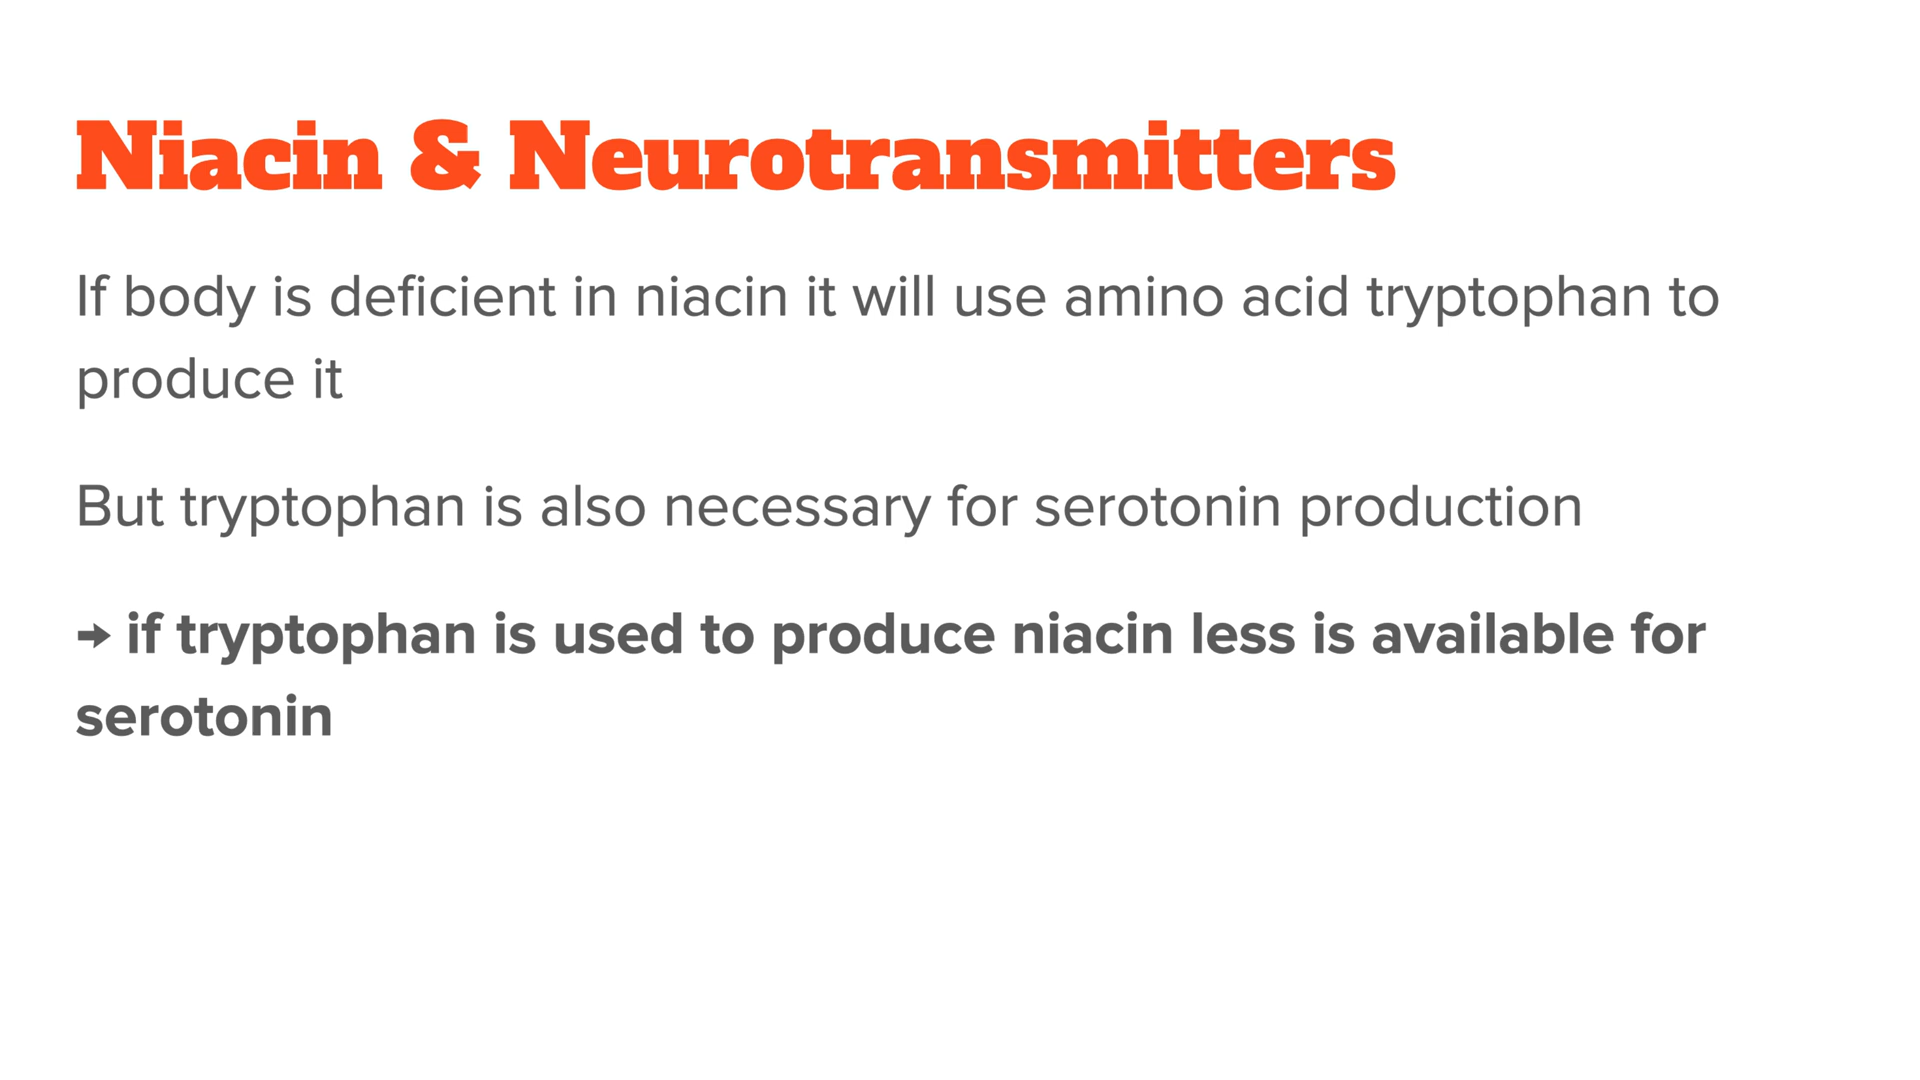 Niacin & Neurotransmitters
If body is deficient in niacin it will use amino acid tryptophan to
produce it
But tryptophan is also necessary for serotonin production
→ if tryptophan is used to produce niacin less is available for
serotonin